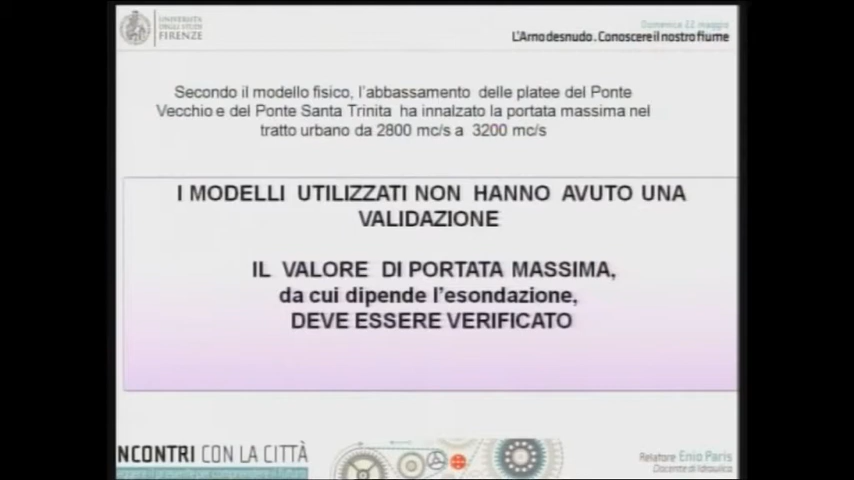 UNIVERSITÀ
DEGLI STUDI
FIRENZE
Domenica 22 maggio
L'Arno desnudo. Conoscere il nostro fiume
Secondo il modello fisico, l'abbassamento delle platee del Ponte
Vecchio e del Ponte Santa Trinita ha innalzato la portata massima nel
tratto urbano da 2800 mc/s a 3200 mc/s
I MODELLI UTILIZZATI NON HANNO AVUTO UNA
VALIDAZIONE
IL VALORE DI PORTATA MASSIMA,
da cui dipende l'esondazione,
DEVE ESSERE VERIFICATO
NCONTRI CON LA CITTÀ
Relatore Enio Paris
Docente di Idraulica